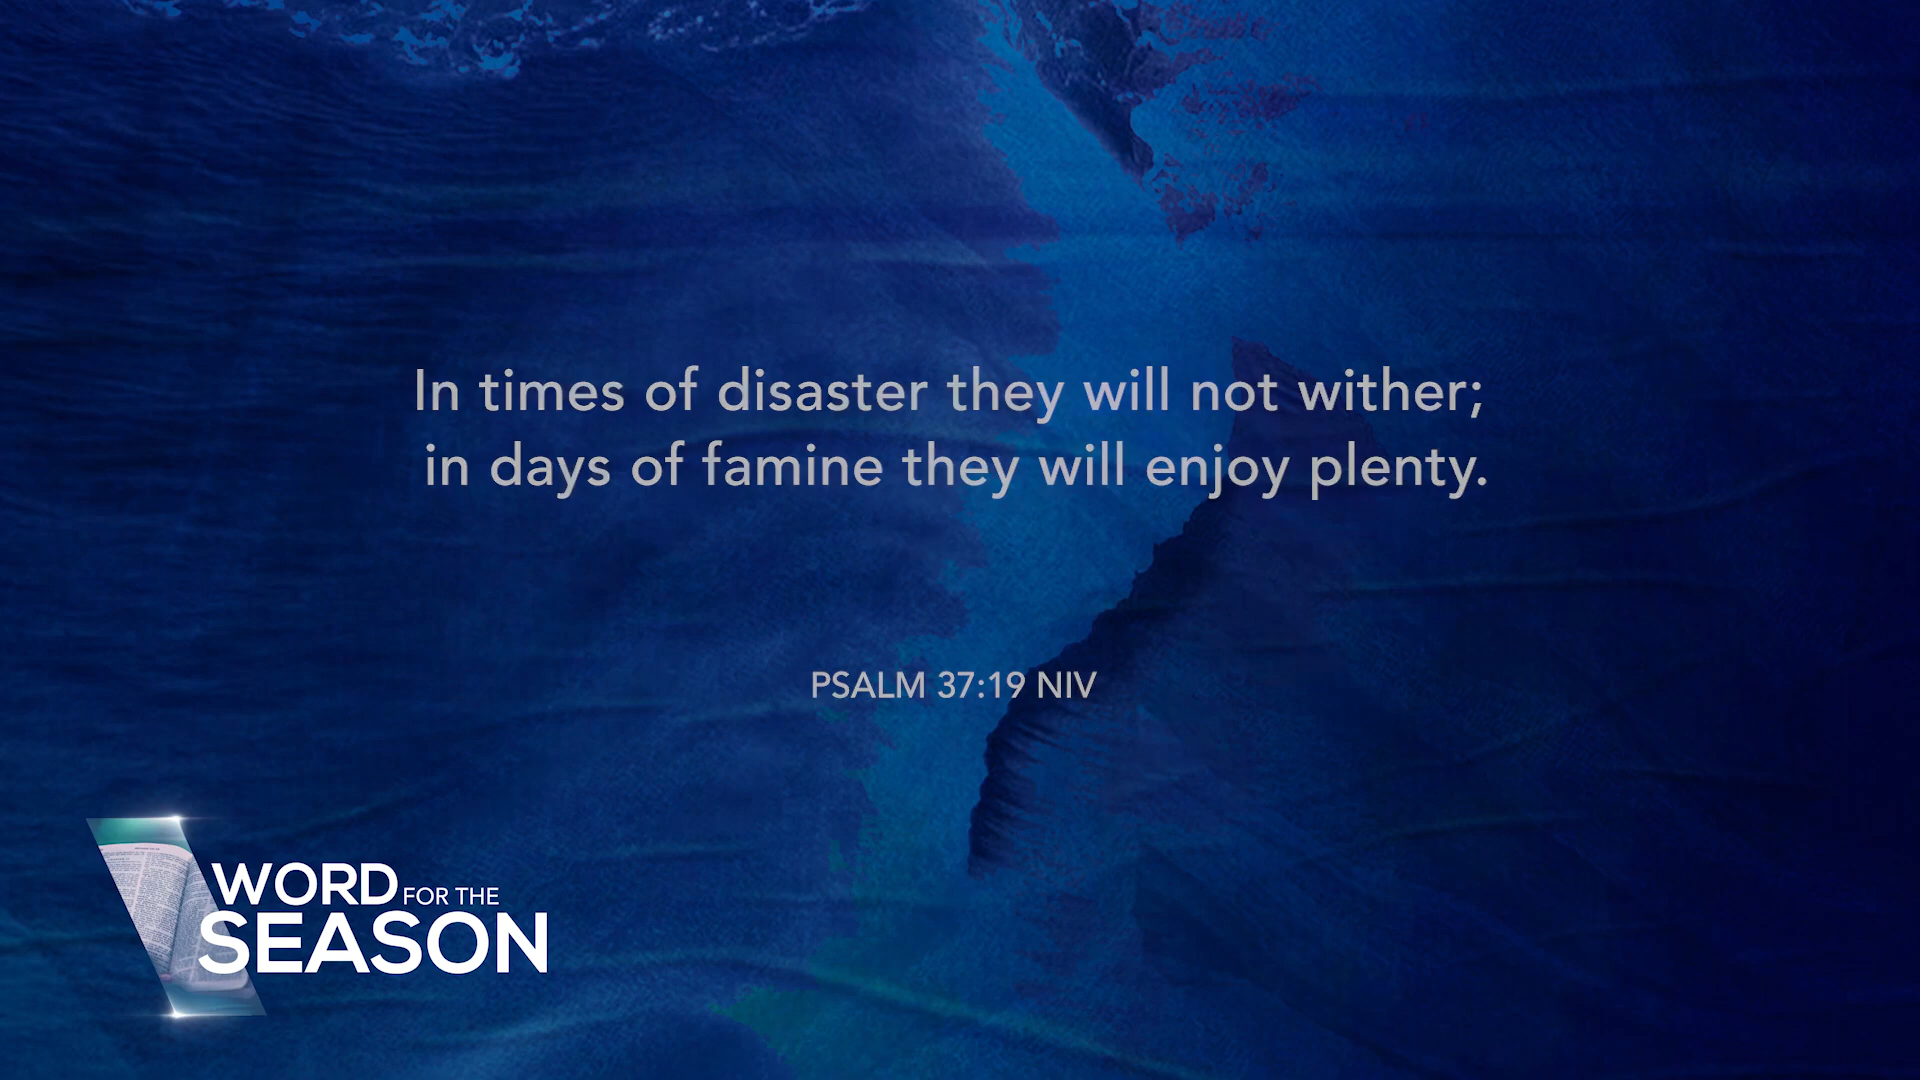 In times of disaster they will not wither;
in days of famine they will enjoy plenty.
PSALM 37:19 NIV
WORD FOR THE
SEASON